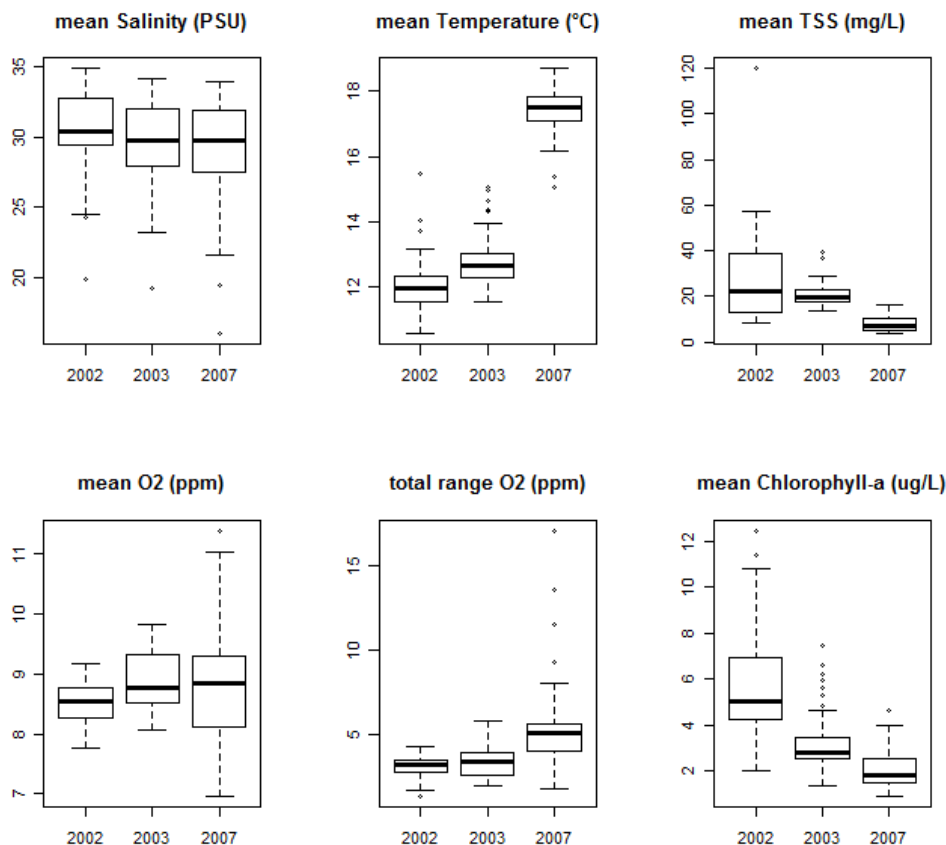 mean Salinity (PSU)
35
30
25
20
2002 2003 2007
mean Temperature (°C)
18
16
14
12
2002 2003 2007
mean TSS (mg/L)
120
100
80
60
40
20
0
2002 2003 2007
mean O2 (ppm)
11
10
9
8
7
2002 2003 2007
total range O2 (ppm)
15
10
5
2002 2003 2007
mean Chlorophyll-a (ug/L)
12
10
8
6
4
2
2002 2003 2007